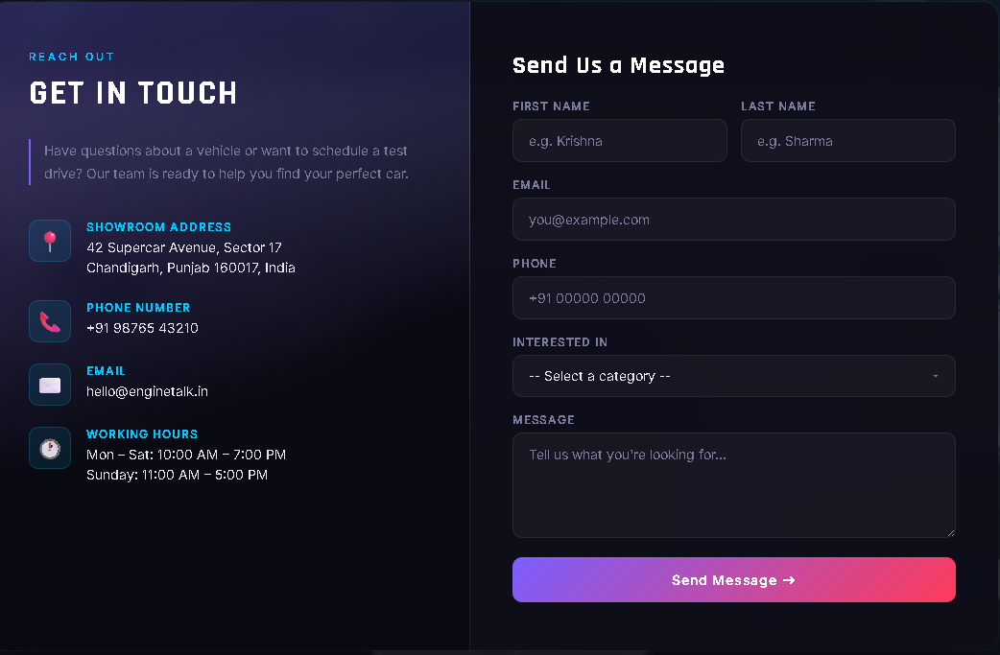 REACH OUT
GET IN TOUCH
Have questions about a vehicle or want to schedule a test
drive? Our team is ready to help you find your perfect car.
SHOWROOM ADDRESS
42 Supercar Avenue, Sector 17
Chandigarh, Punjab 160017, India
PHONE NUMBER
+91 98765 43210
EMAIL
hello@enginetalk.in
WORKING HOURS
Mon – Sat: 10:00 AM – 7:00 PM
Sunday: 11:00 AM – 5:00 PM
Send Us a Message
FIRST NAME
LAST NAME
e.g. Krishna
e.g. Sharma
EMAIL
you@example.com
PHONE
+91 00000 00000
INTERESTED IN
-- Select a category --
MESSAGE
Tell us what you're looking for...
Send Message →